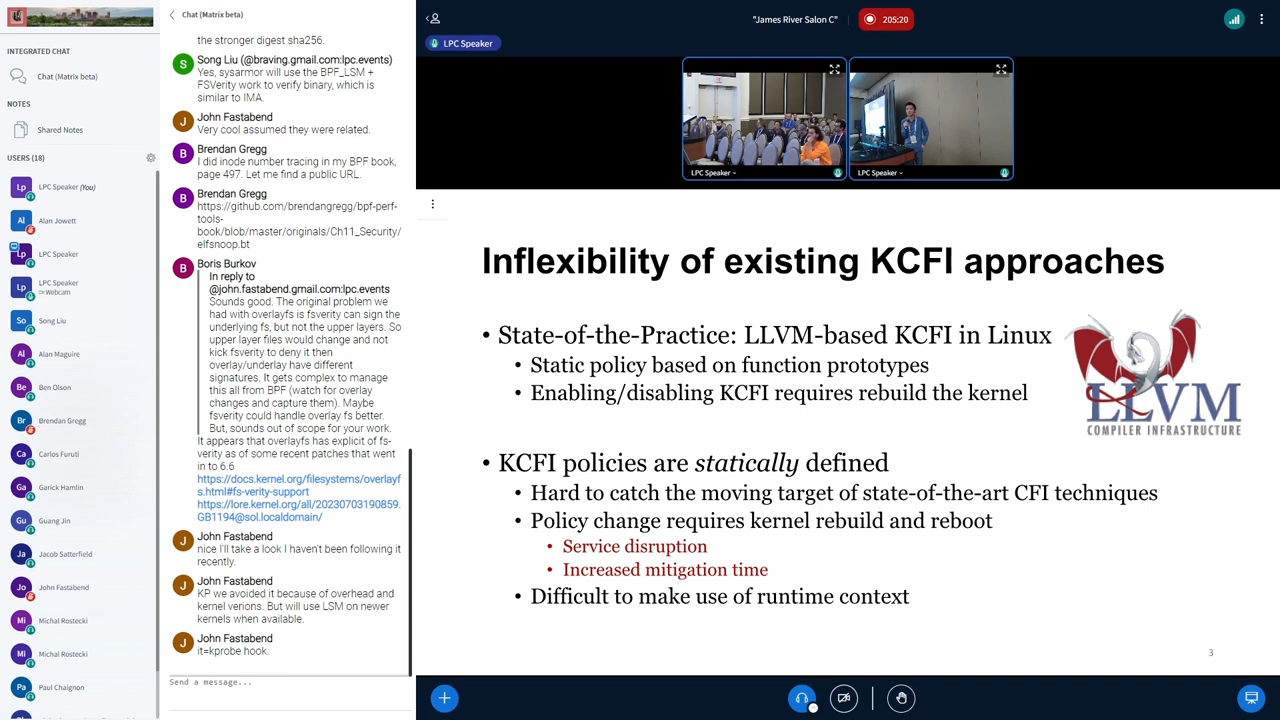 INTEGRATED CHAT
Chat (Matrix beta)
NOTES
Shared Notes
USERS (18)
Lp LPC Speaker (You)
Al Alan Jowett
Lp LPC Speaker
Lp LPC Speaker
Webcam
So Song Liu
Al Alan Maguire
Be Ben Olson
Br Brendan Gregg
Ca Carlos Furuti
Ga Garick Hamlin
Gu Guang Jin
Ja Jacob Satterfield
Jo John Fastabend
Mi Michal Rostecki
Mi Michal Rostecki
Pa Paul Chaignon
Chat (Matrix beta)
the stronger digest sha256.
S Song Liu (@braving.gmail.com:lpc.events)
Yes, sysarmor will use the BPF_LSM +
FSVerity work to verify binary, which is
similar to IMA.
J John Fastabend
Very cool assumed they were related.
B Brendan Gregg
I did inode number tracing in my BPF book,
page 497. Let me find a public URL.
B Brendan Gregg
https://github.com/brendangregg/bpf-perf-
tools-
book/blob/master/originals/Ch11_Security/
elfsnoop.bt
B Boris Burkov
In reply to
@john.fastabend.gmail.com:lpc.events
Sounds good. The original problem we
had with overlayfs is fsverity can sign the
underlying fs, but not the upper layers. So
upper layer files would change and not
kick fsverity to deny it then
overlay/underlay have different
signatures. It gets complex to manage
this all from BPF (watch for overlay
changes and capture them). Maybe
fsverity could handle overlay fs better.
But, sounds out of scope for your work.
It appears that overlayfs has explicit of fs-
verity as of some recent patches that went
in to 6.6
https://docs.kernel.org/filesystems/overlayf
s.html#fs-verity-support
https://lore.kernel.org/all/20230703190859.
GB1194@sol.localdomain/
J John Fastabend
nice I'll take a look I haven't been following it
recently.
J John Fastabend
KP we avoided it because of overhead and
kernel verions. But will use LSM on newer
kernels when available.
J John Fastabend
it=kprobe hook.
Send a message...
"James River Salon C"
205:20
LPC Speaker
LPC Speaker
LPC Speaker
Inflexibility of existing KCFI approaches
• State-of-the-Practice: LLVM-based KCFI in Linux
• Static policy based on function prototypes
• Enabling/disabling KCFI requires rebuild the kernel
LLVM
COMPILER INFRASTRUCTURE
• KCFI policies are statically defined
• Hard to catch the moving target of state-of-the-art CFI techniques
• Policy change requires kernel rebuild and reboot
• Service disruption
• Increased mitigation time
• Difficult to make use of runtime context
3